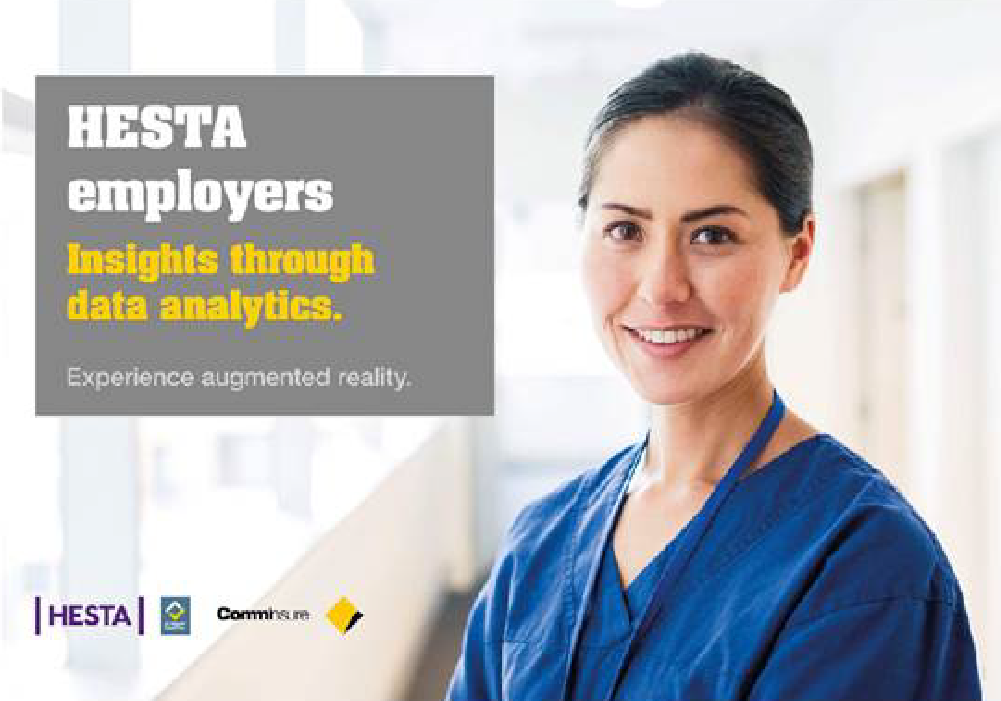 HESTA
employers
Insights through
data analytics.
Experience augmented reality.
HESTA
CommInsure